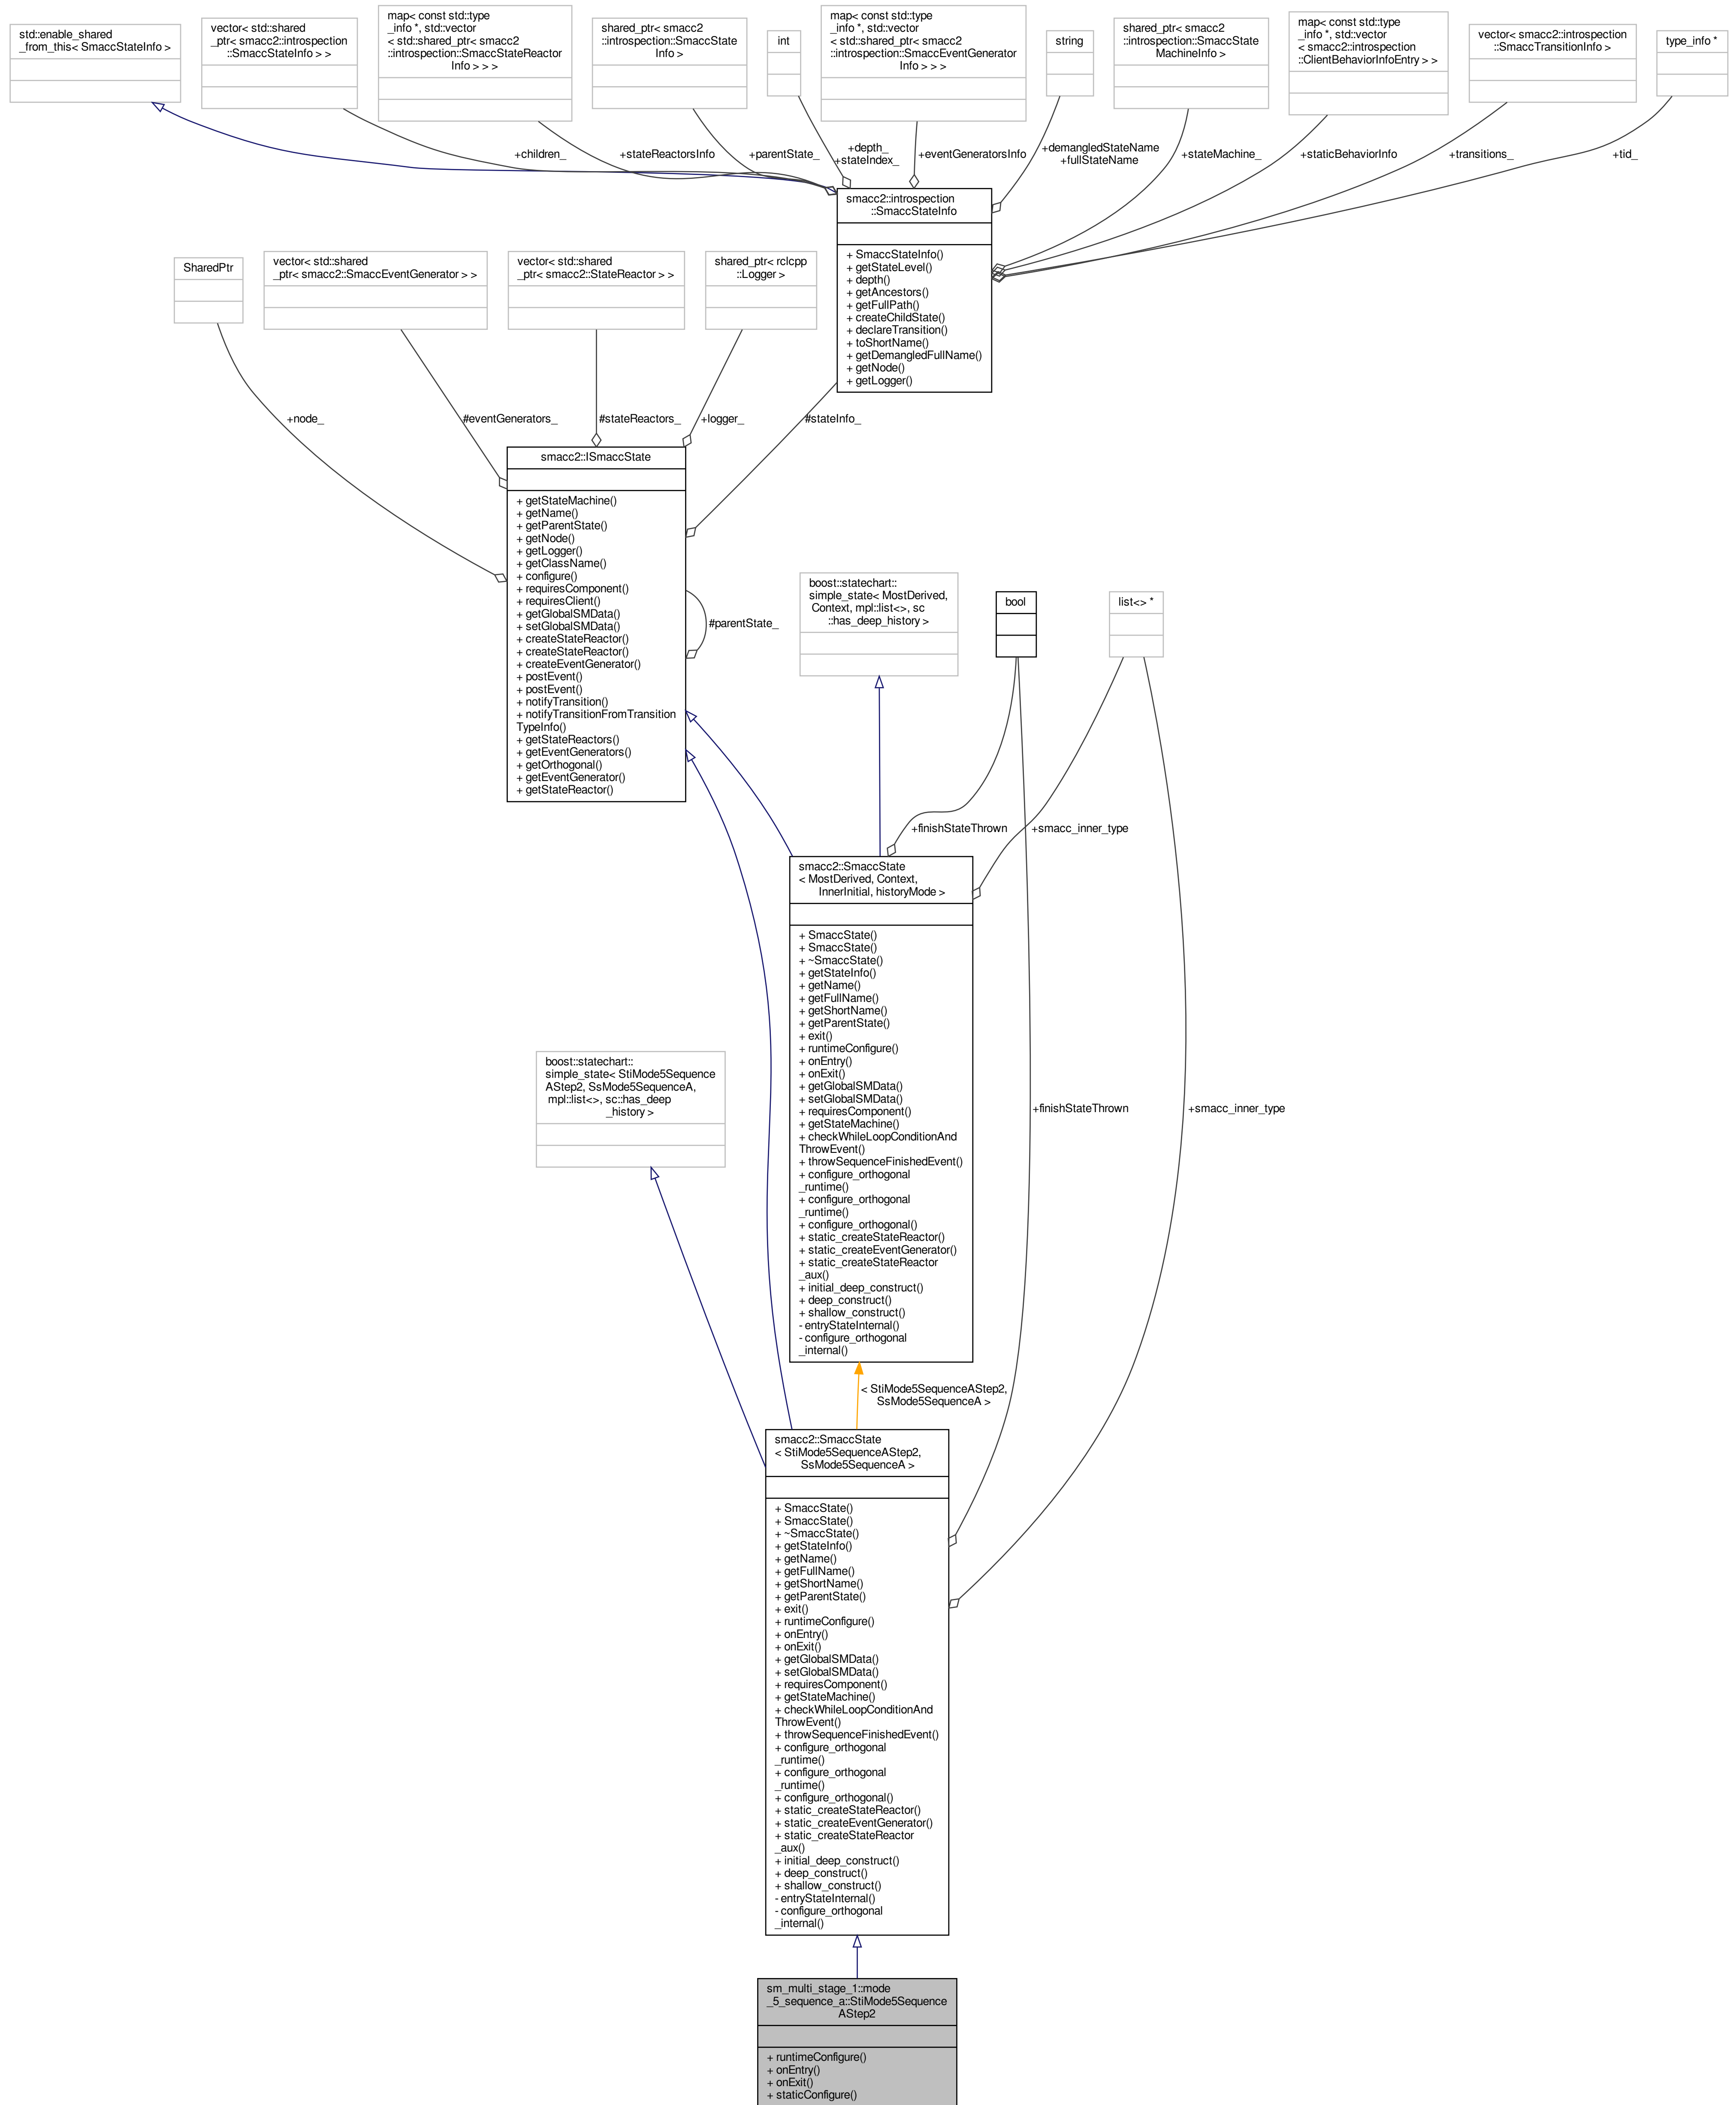 std::enable_shared
_from_this< SmaccStateInfo >
vector< std::shared
_ptr< smacc2::introspection
::SmaccStateInfo > >
map< const std::type
_info *, std::vector
< std::shared_ptr< smacc2
::introspection::SmaccStateReactor
Info > > >
shared_ptr< smacc2
::introspection::SmaccState
Info >
int
map< const std::type
_info *, std::vector
< std::shared_ptr< smacc2
::introspection::SmaccEventGenerator
Info > > >
string
shared_ptr< smacc2
::introspection::SmaccState
MachineInfo >
map< const std::type
_info *, std::vector
< smacc2::introspection
::ClientBehaviorInfoEntry > >
vector< smacc2::introspection
::SmaccTransitionInfo >
type_info *
+children_
+stateReactorsInfo
+parentState_
+depth_
+stateIndex_
+eventGeneratorsInfo
+demangledStateName
+fullStateName
+stateMachine_
+staticBehaviorInfo
+transitions_
+tid_
smacc2::introspection
::SmaccStateInfo
+ SmaccStateInfo()
+ getStateLevel()
+ depth()
+ getAncestors()
+ getFullPath()
+ createChildState()
+ declareTransition()
+ toShortName()
+ getDemangledFullName()
+ getNode()
+ getLogger()
SharedPtr
vector< std::shared
_ptr< smacc2::SmaccEventGenerator > >
vector< std::shared
_ptr< smacc2::StateReactor > >
shared_ptr< rclcpp
::Logger >
+node_
#eventGenerators_
#stateReactors_
+logger_
#stateInfo_
smacc2::ISmaccState
+ getStateMachine()
+ getName()
+ getParentState()
+ getNode()
+ getLogger()
+ getClassName()
+ configure()
+ requiresComponent()
+ requiresClient()
+ getGlobalSMData()
+ setGlobalSMData()
+ createStateReactor()
+ createStateReactor()
+ createEventGenerator()
+ postEvent()
+ postEvent()
+ notifyTransition()
+ notifyTransitionFromTransition
TypeInfo()
+ getStateReactors()
+ getEventGenerators()
+ getOrthogonal()
+ getEventGenerator()
+ getStateReactor()
#parentState_
boost::statechart::
simple_state< MostDerived,
Context, mpl::list<>, sc
::has_deep_history >
bool
list<> *
+finishStateThrown
+smacc_inner_type
smacc2::SmaccState
< MostDerived, Context,
InnerInitial, historyMode >
+ SmaccState()
+ SmaccState()
+ ~SmaccState()
+ getStateInfo()
+ getName()
+ getFullName()
+ getShortName()
+ getParentState()
+ exit()
+ runtimeConfigure()
+ onEntry()
+ onExit()
+ getGlobalSMData()
+ setGlobalSMData()
+ requiresComponent()
+ getStateMachine()
+ checkWhileLoopConditionAnd
ThrowEvent()
+ throwSequenceFinishedEvent()
+ configure_orthogonal
_runtime()
+ configure_orthogonal
_runtime()
+ configure_orthogonal()
+ static_createStateReactor()
+ static_createEventGenerator()
+ static_createStateReactor
_aux()
+ initial_deep_construct()
+ deep_construct()
+ shallow_construct()
- entryStateInternal()
- configure_orthogonal
_internal()
boost::statechart::
simple_state< StiMode5Sequence
AStep2, SsMode5SequenceA,
mpl::list<>, sc::has_deep
_history >
+finishStateThrown
+smacc_inner_type
< StiMode5SequenceAStep2,
SsMode5SequenceA >
smacc2::SmaccState
< StiMode5SequenceAStep2,
SsMode5SequenceA >
+ SmaccState()
+ SmaccState()
+ ~SmaccState()
+ getStateInfo()
+ getName()
+ getFullName()
+ getShortName()
+ getParentState()
+ exit()
+ runtimeConfigure()
+ onEntry()
+ onExit()
+ getGlobalSMData()
+ setGlobalSMData()
+ requiresComponent()
+ getStateMachine()
+ checkWhileLoopConditionAnd
ThrowEvent()
+ throwSequenceFinishedEvent()
+ configure_orthogonal
_runtime()
+ configure_orthogonal
_runtime()
+ configure_orthogonal()
+ static_createStateReactor()
+ static_createEventGenerator()
+ static_createStateReactor
_aux()
+ initial_deep_construct()
+ deep_construct()
+ shallow_construct()
- entryStateInternal()
- configure_orthogonal
_internal()
sm_multi_stage_1::mode
_5_sequence_a::StiMode5Sequence
AStep2
+ runtimeConfigure()
+ onEntry()
+ onExit()
+ staticConfigure()